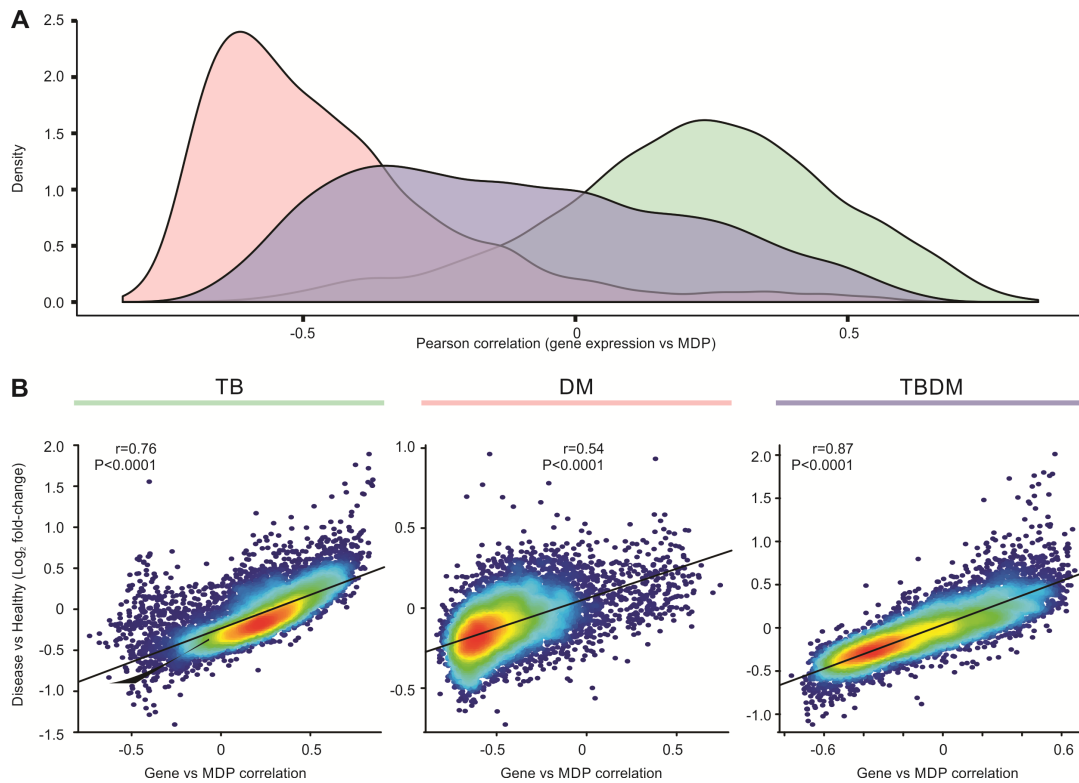 A
2.5
2.0
1.5
1.0
0.5
0.0
Density
-0.5 0 0.5
Pearson correlation (gene expression vs MDP)
B
TB DM TBDM
Disease vs Healthy (Log₂ fold-change)
2.0
1.5
1.0
0.5
0
-0.5
-1.0
-1.5
r=0.76
P<0.0001
-0.5 0 0.5
Gene vs MDP correlation
1.0
0.5
0
-0.5
r=0.54
P<0.0001
-0.5 0 0.5
Gene vs MDP correlation
2.0
1.5
1.0
0.5
0
-0.5
-1.0
r=0.87
P<0.0001
-0.6 0 0.6
Gene vs MDP correlation